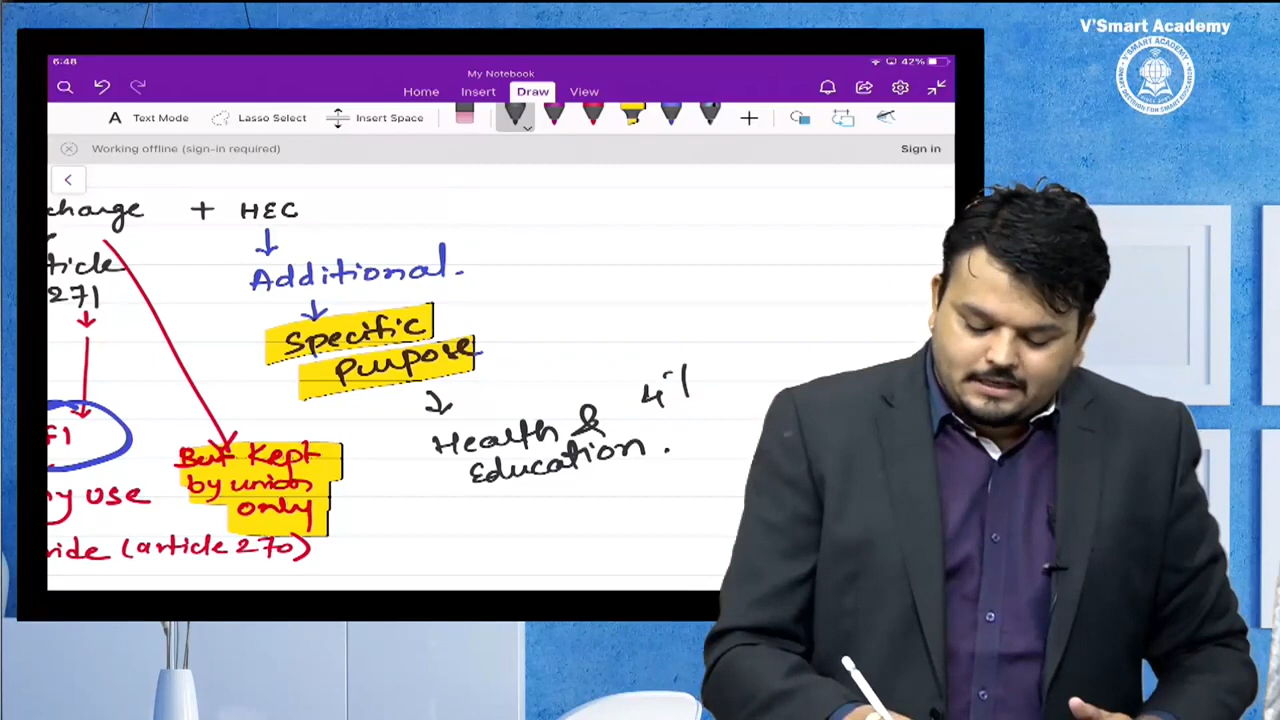 V'Smart Academy
6:48
42%
My Notebook
Home Insert Draw View
Text Mode Lasso Select Insert Space
Working offline (sign-in required) Sign in
charge + HEC
Additional.
ticle
271
Specific
Purpose
4%
Health &
Education.
But Kept
by union
only
y use
vide (article 270)